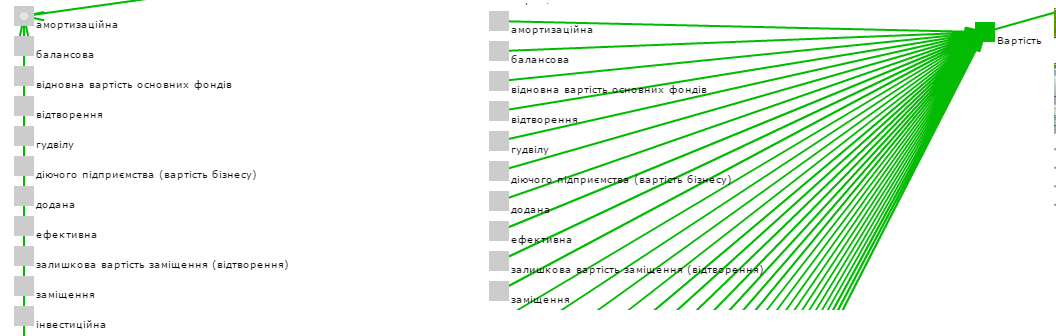 амортизаційна
балансова
відновна вартість основних фондів
відтворення
гудвілу
діючого підприємства (вартість бізнесу)
додана
ефективна
залишкова вартість заміщення (відтворення)
заміщення
інвестиційна
амортизаційна
Вартість
балансова
відновна вартість основних фондів
відтворення
гудвілу
діючого підприємства (вартість бізнесу)
додана
ефективна
залишкова вартість заміщення (відтворення)
заміщення